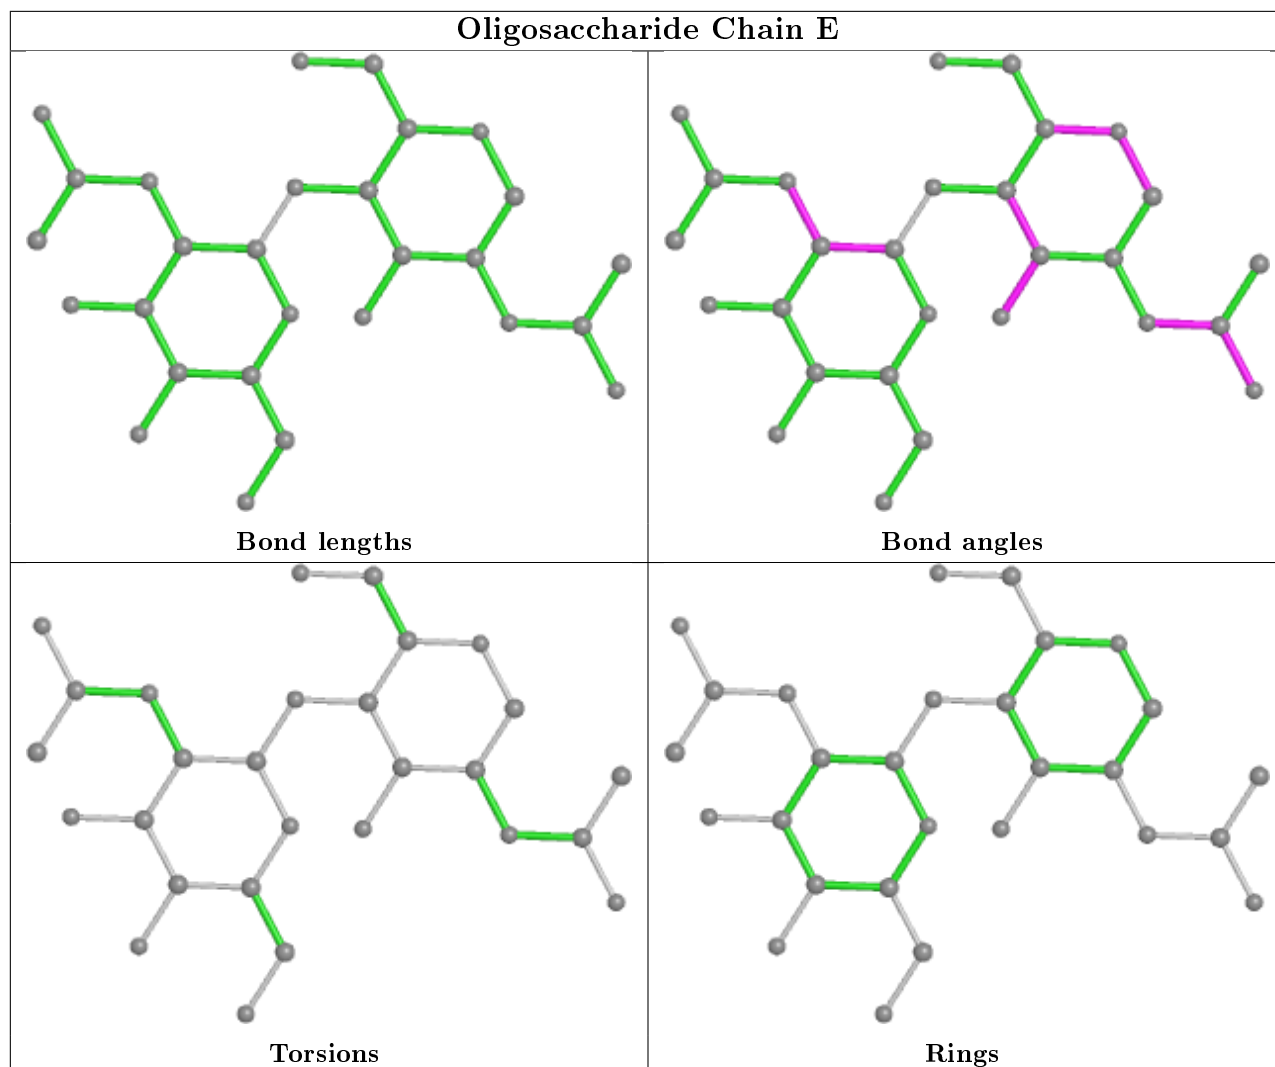 Oligosaccharide Chain E
Bond lengths
Bond angles
Torsions
Rings